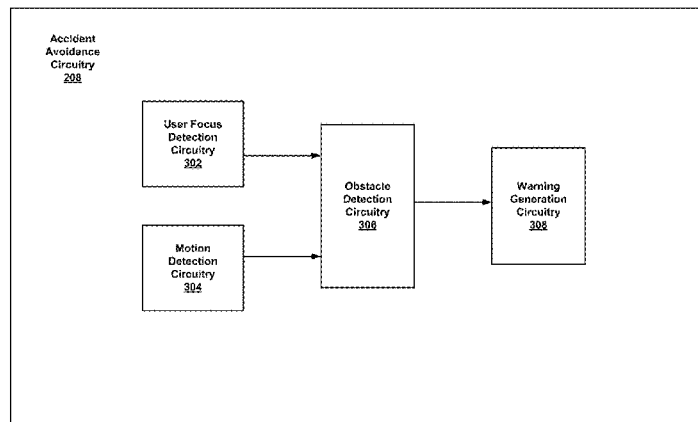 Accident
Avoidance
Circuitry
208
User Focus
Detection
Circuitry
302
Motion
Detection
Circuitry
304
Obstacle
Detection
Circuitry
306
Warning
Generation
Circuitry
308